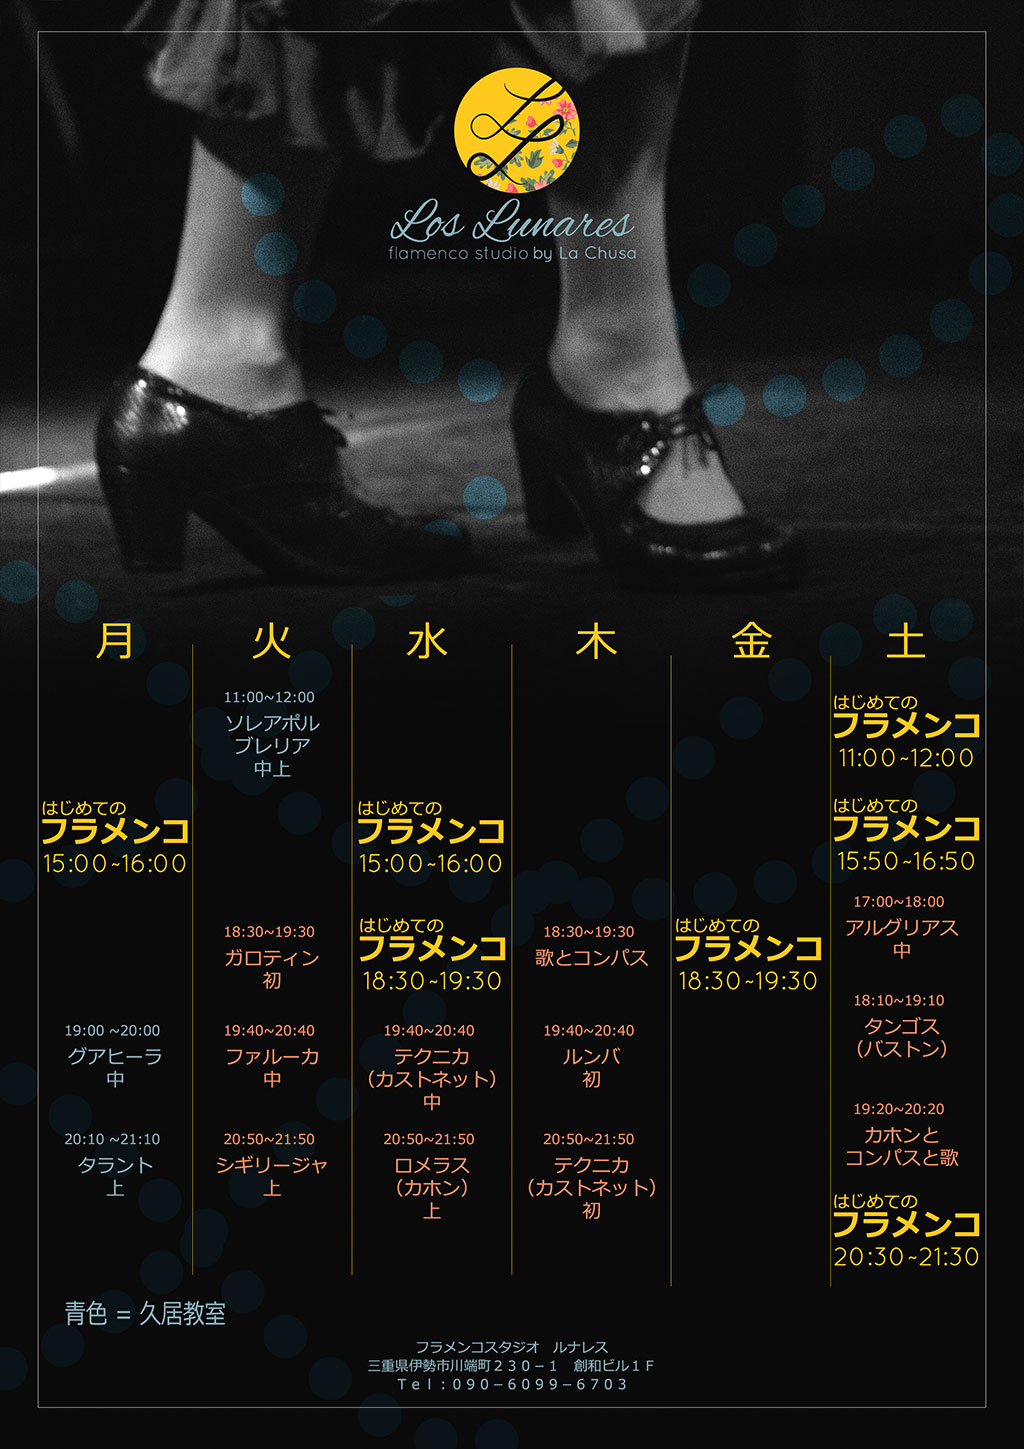 Los Lunares
flamenco studio by La Chusa
月
15:00~16:00
はじめての
フラメンコ
19:00 ~20:00
グアヒーラ
中
20:10 ~21:10
タラント
上
火
11:00~12:00
ソレアポル
ブレリア
中上
18:30~19:30
ガロティン
初
19:40~20:40
ファルーカ
中
20:50~21:50
シギリージャ
上
水
はじめての
フラメンコ
15:00~16:00
はじめての
フラメンコ
18:30~19:30
19:40~20:40
テクニカ
（カストネット）
中
20:50~21:50
ロメラス
（カホン）
上
木
18:30~19:30
歌とコンパス
19:40~20:40
ルンバ
初
20:50~21:50
テクニカ
（カストネット）
初
金
はじめての
フラメンコ
18:30~19:30
土
はじめての
フラメンコ
11:00~12:00
はじめての
フラメンコ
15:50~16:50
17:00~18:00
アルグリアス
中
18:10~19:10
タンゴス
（バストン）
19:20~20:20
カホンと
コンパスと歌
はじめての
フラメンコ
20:30~21:30
青色 = 久居教室
フラメンコスタジオ　ルナレス
三重県伊勢市川端町２３０−１　創和ビル１Ｆ
Ｔｅｌ：０９０−６０９９−６７０３